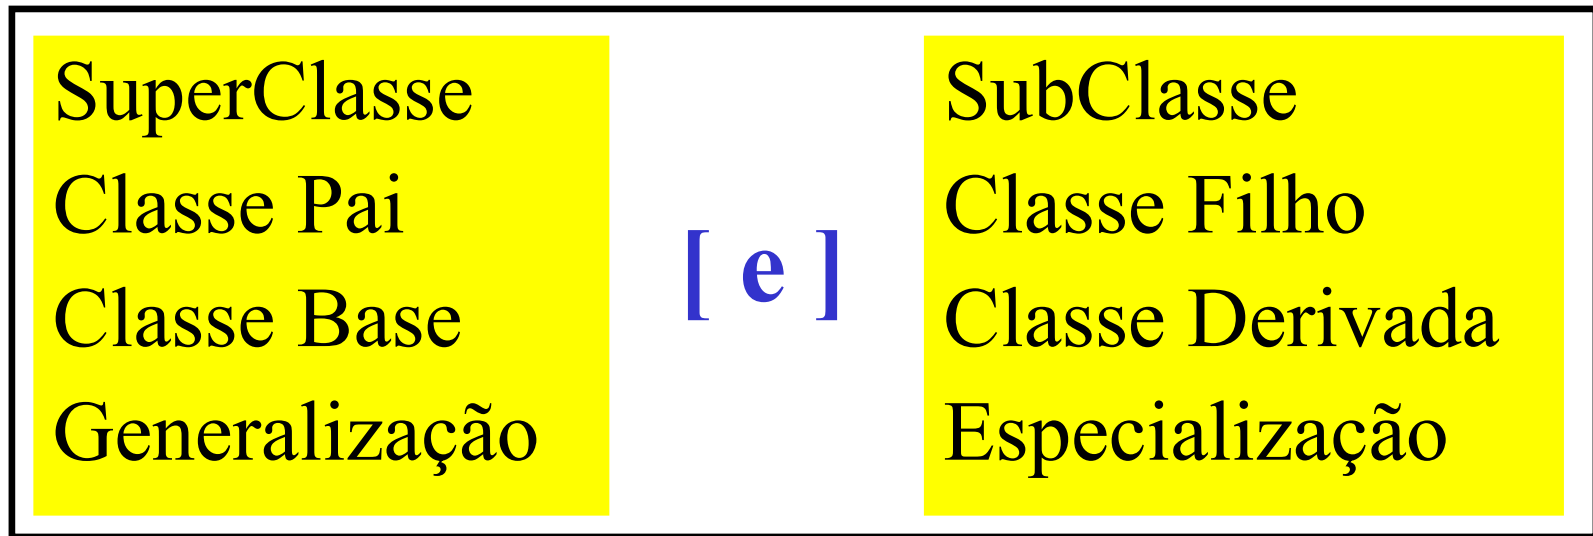 SuperClasse
Classe Pai
Classe Base
Generalização
[ e ]
SubClasse
Classe Filho
Classe Derivada
Especialização